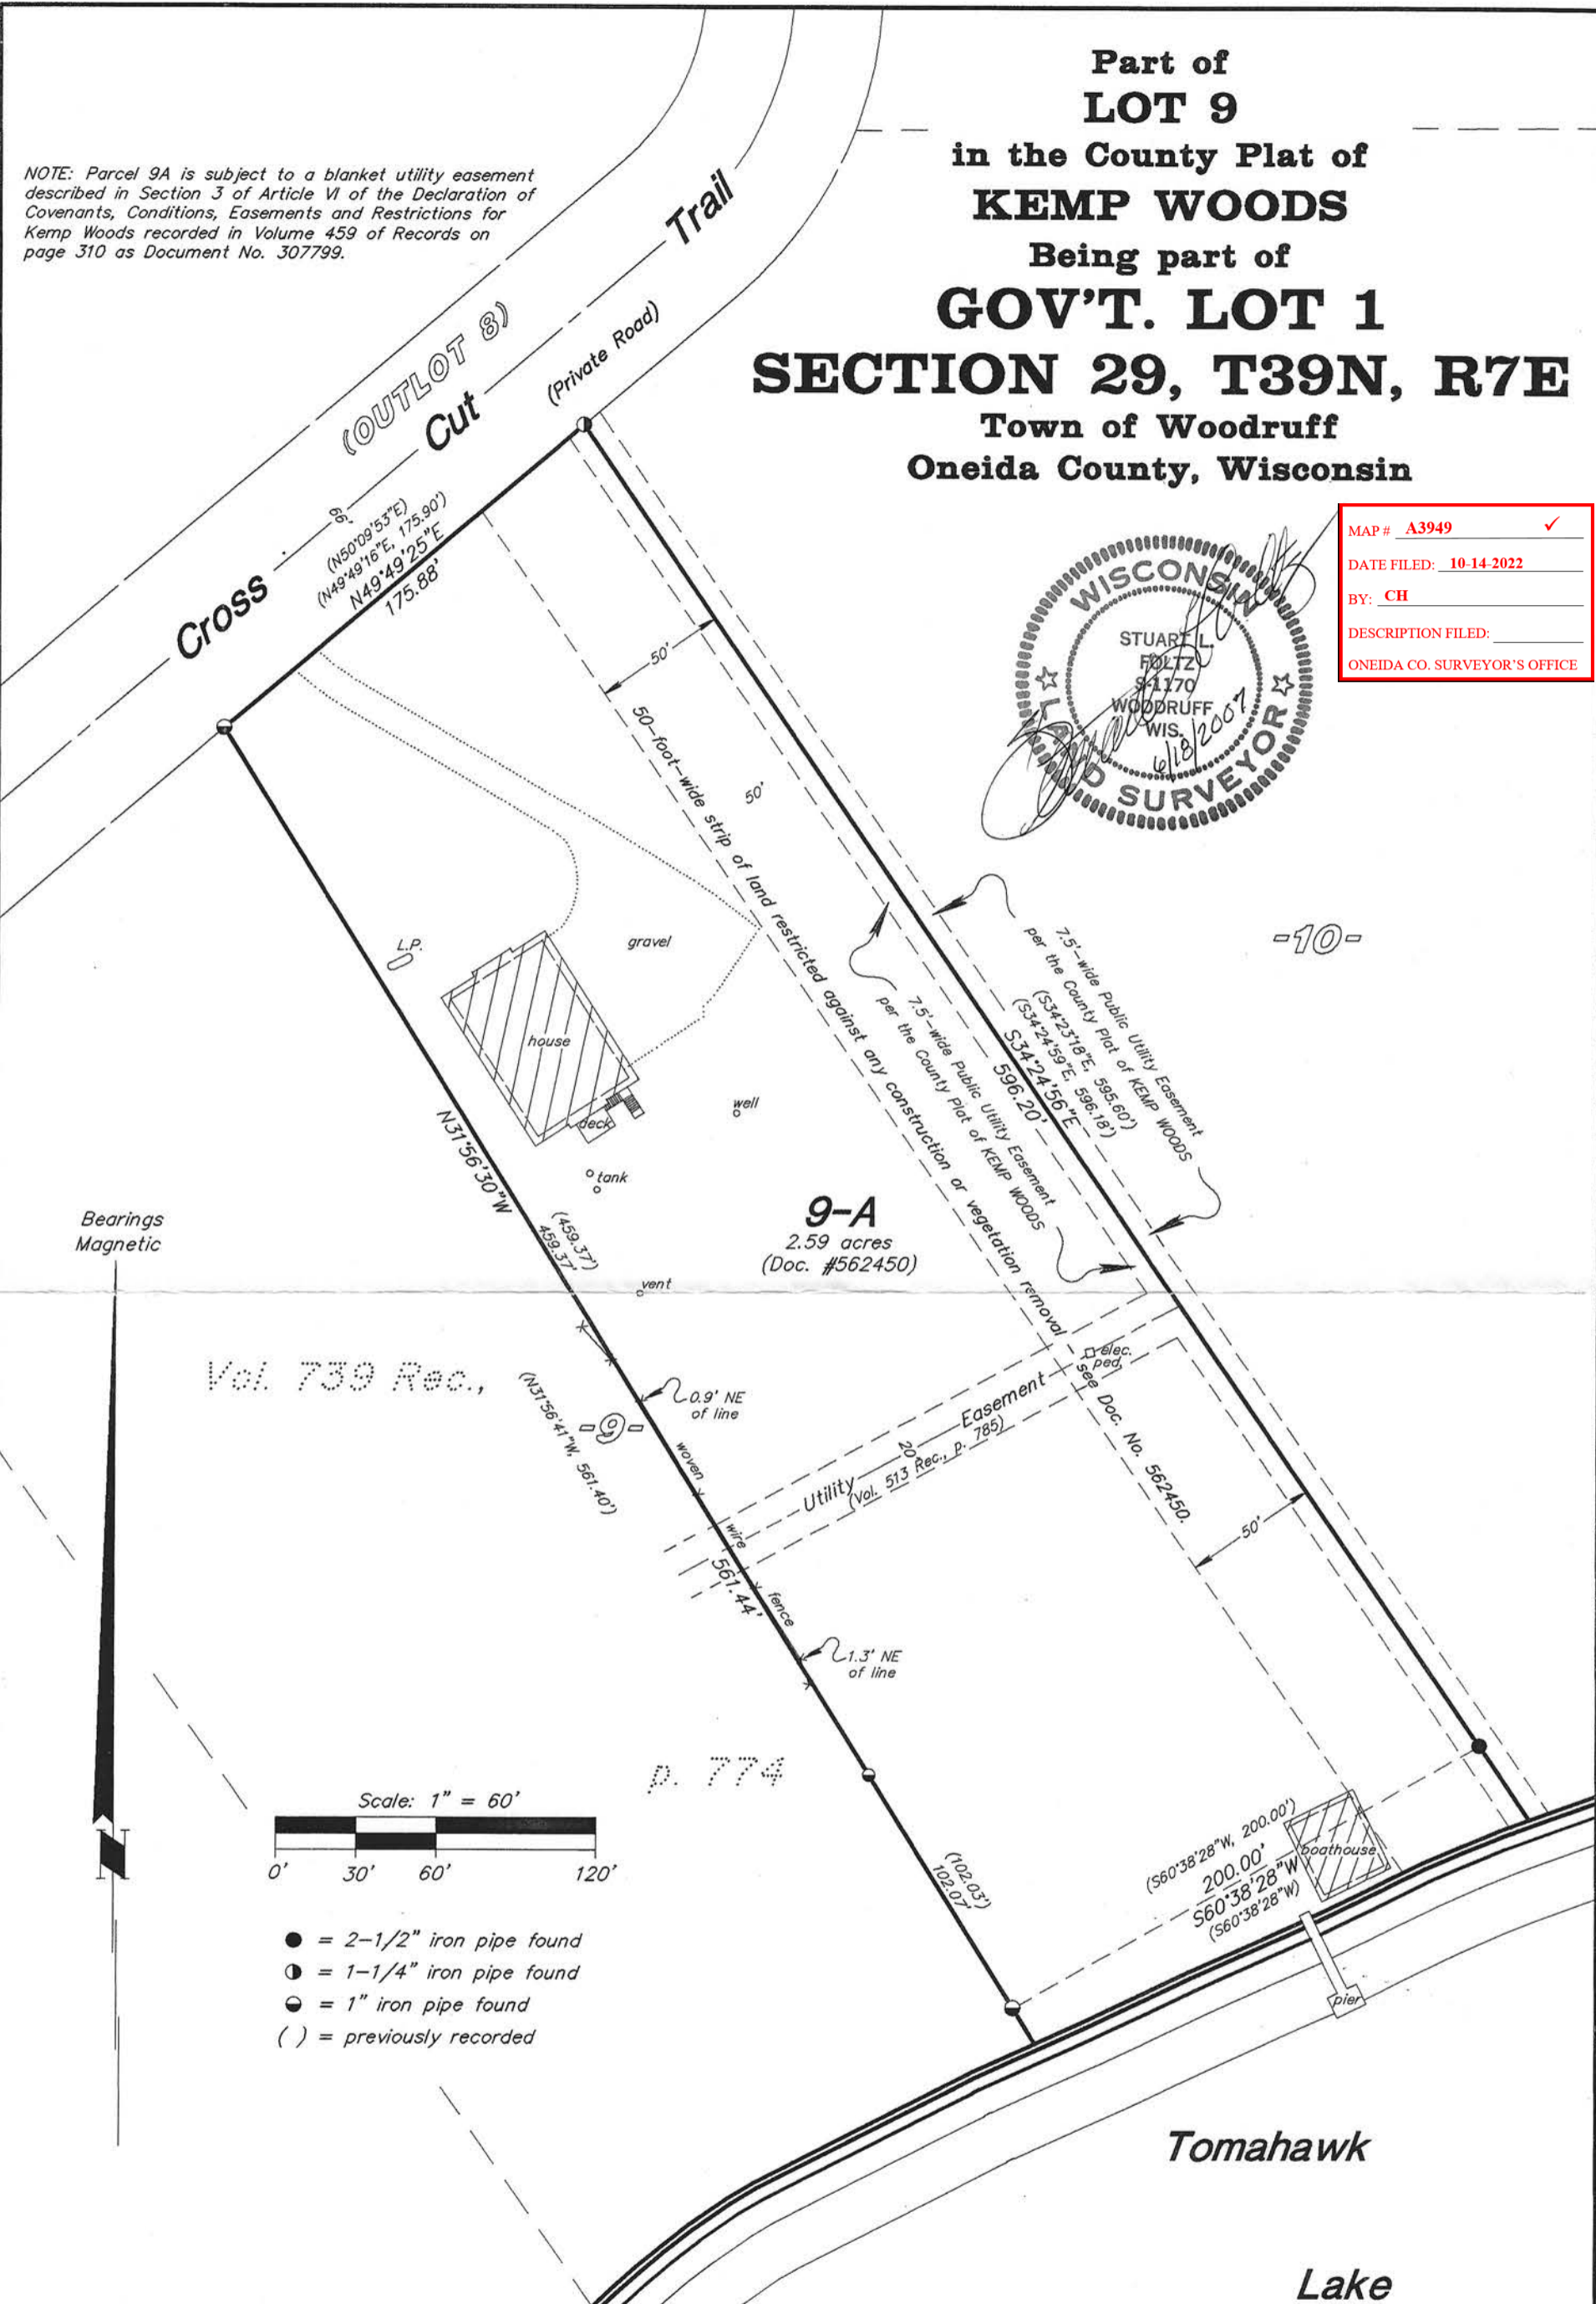 Part of
LOT 9
in the County Plat of
KEMP WOODS
Being part of
GOV'T. LOT 1
SECTION 29, T39N, R7E
Town of Woodruff
Oneida County, Wisconsin
NOTE: Parcel 9A is subject to a blanket utility easement
described in Section 3 of Article VI of the Declaration of
Covenants, Conditions, Easements and Restrictions for
Kemp Woods recorded in Volume 459 of Records on
page 310 as Document No. 307799.
MAP # A3949 ✓
DATE FILED: 10-14-2022
BY: CH
DESCRIPTION FILED:
ONEIDA CO. SURVEYOR'S OFFICE
WISCONSIN
STUART L.
FOLTZ
S-1170
WOODRUFF
WIS.
6/18/2007
LAND SURVEYOR
(OUTLOT 8)
Cross Cut Trail
(Private Road)
66'
(N50°09'53"E)
(N49°49'16"E, 175.90')
N49°49'25"E
175.88'
50'
50-foot-wide strip of land restricted against any construction or vegetation removal see Doc. No. 562450.
50'
7.5'-wide Public Utility Easement
per the County Plat of KEMP WOODS
(S34°23'18"E, 595.60')
(S34°24'59"E, 596.18')
S34°24'56"E
596.20'
7.5'-wide Public Utility Easement
per the County Plat of KEMP WOODS
-10-
L.P.
gravel
house
deck
well
tank
vent
N31°56'30"W
(459.37')
459.37'
9-A
2.59 acres
(Doc. #562450)
Bearings
Magnetic
N
Vol. 739 Rec.,
-9-
(N31°56'41"W, 561.40')
0.9' NE
of line
woven wire fence
561.44'
1.3' NE
of line
elec.
ped.
20' Utility Easement
(Vol. 513 Rec., p. 785)
50'
p. 774
Scale: 1" = 60'
0' 30' 60' 120'
= 2-1/2" iron pipe found
= 1-1/4" iron pipe found
= 1" iron pipe found
( ) = previously recorded
(102.03')
102.07'
(S60°38'28"W, 200.00')
200.00'
S60°38'28"W
(S60°38'28"W)
boathouse
pier
Tomahawk
Lake